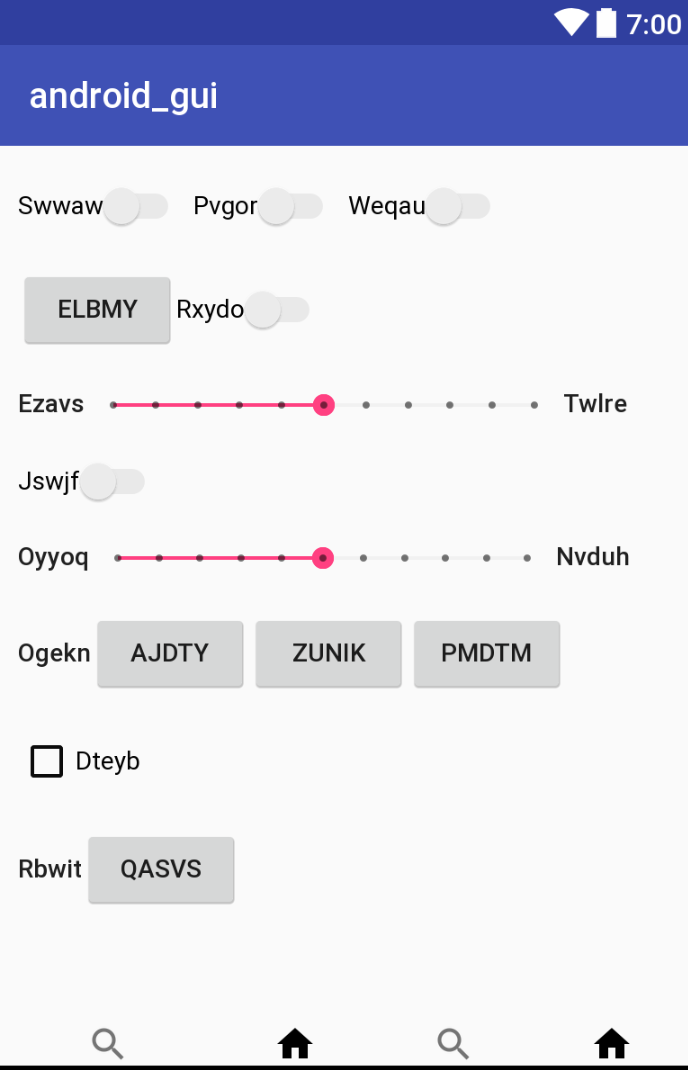 7:00
android_gui
Swwaw Pvgor Weqau
ELBMY Rxydo
Ezavs Twlre
Jswjf
Oyyoq Nvduh
Ogekn AJDTY ZUNIK PMDTM
Dteyb
Rbwit QASVS